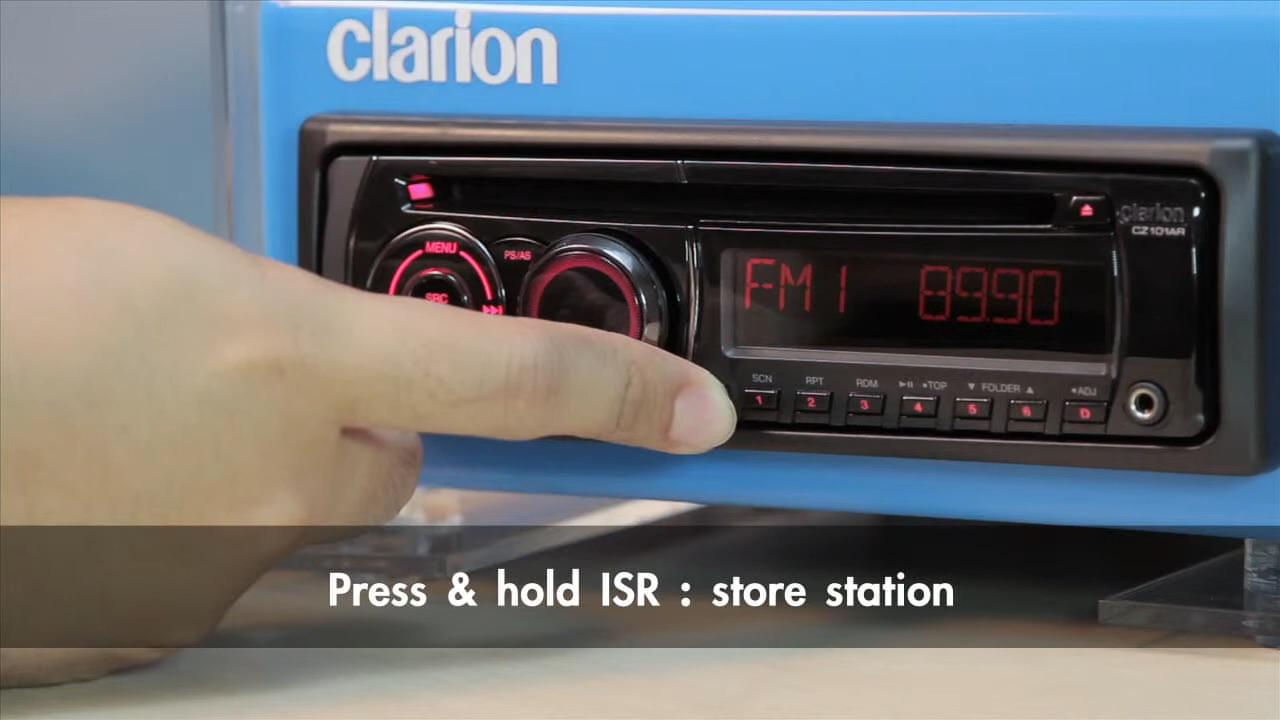 clarion
clarion
CZ101AR
MENU
PS/AS
SRC
FM1 89.90
SCN RPT RDM TOP FOLDER ADJ
1 2 3 4 5 6 D
Press & hold ISR : store station